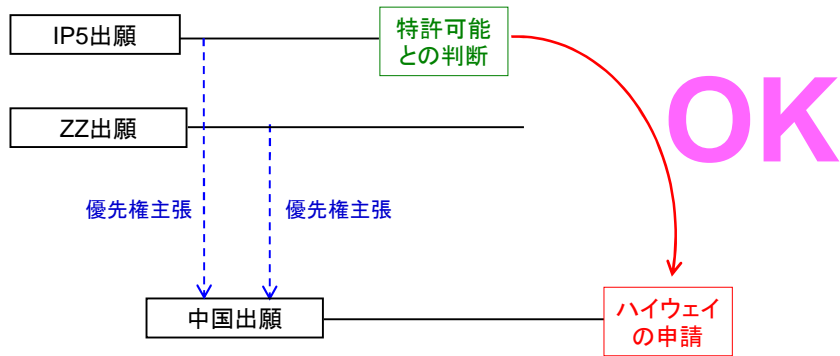 IP5出願
特許可能
との判断
OK
ZZ出願
優先権主張
優先権主張
中国出願
ハイウェイ
の申請